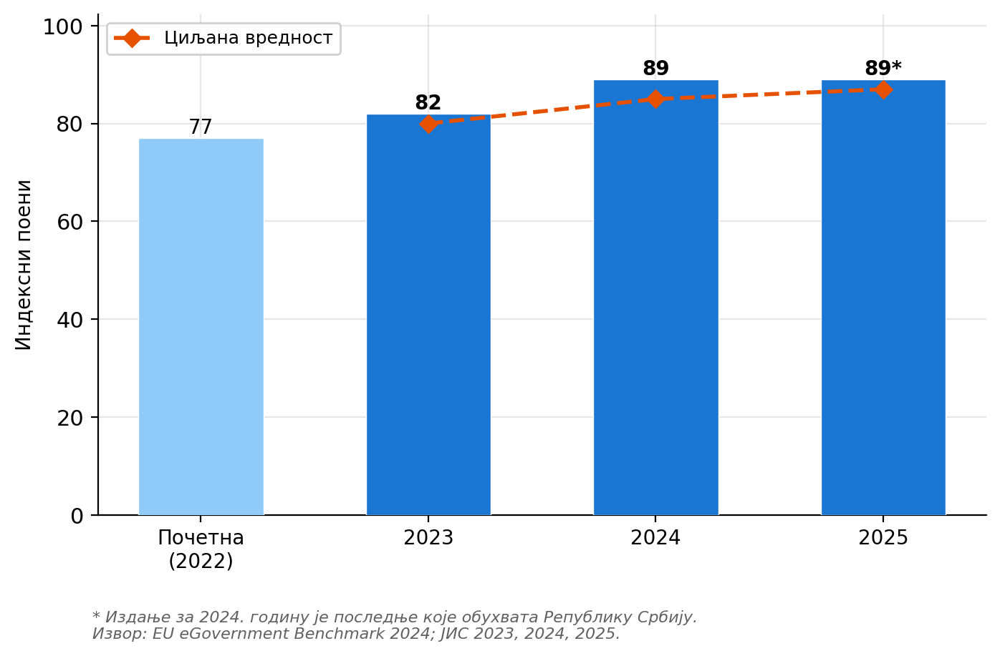 100
Циљана вредност
89
89*
82
77
80
60
40
20
0
Индексни поени
Почетна
(2022)
2023
2024
2025
* Издање за 2024. годину је последње које обухвата Републику Србију.
Извор: EU eGovernment Benchmark 2024; ЈИС 2023, 2024, 2025.